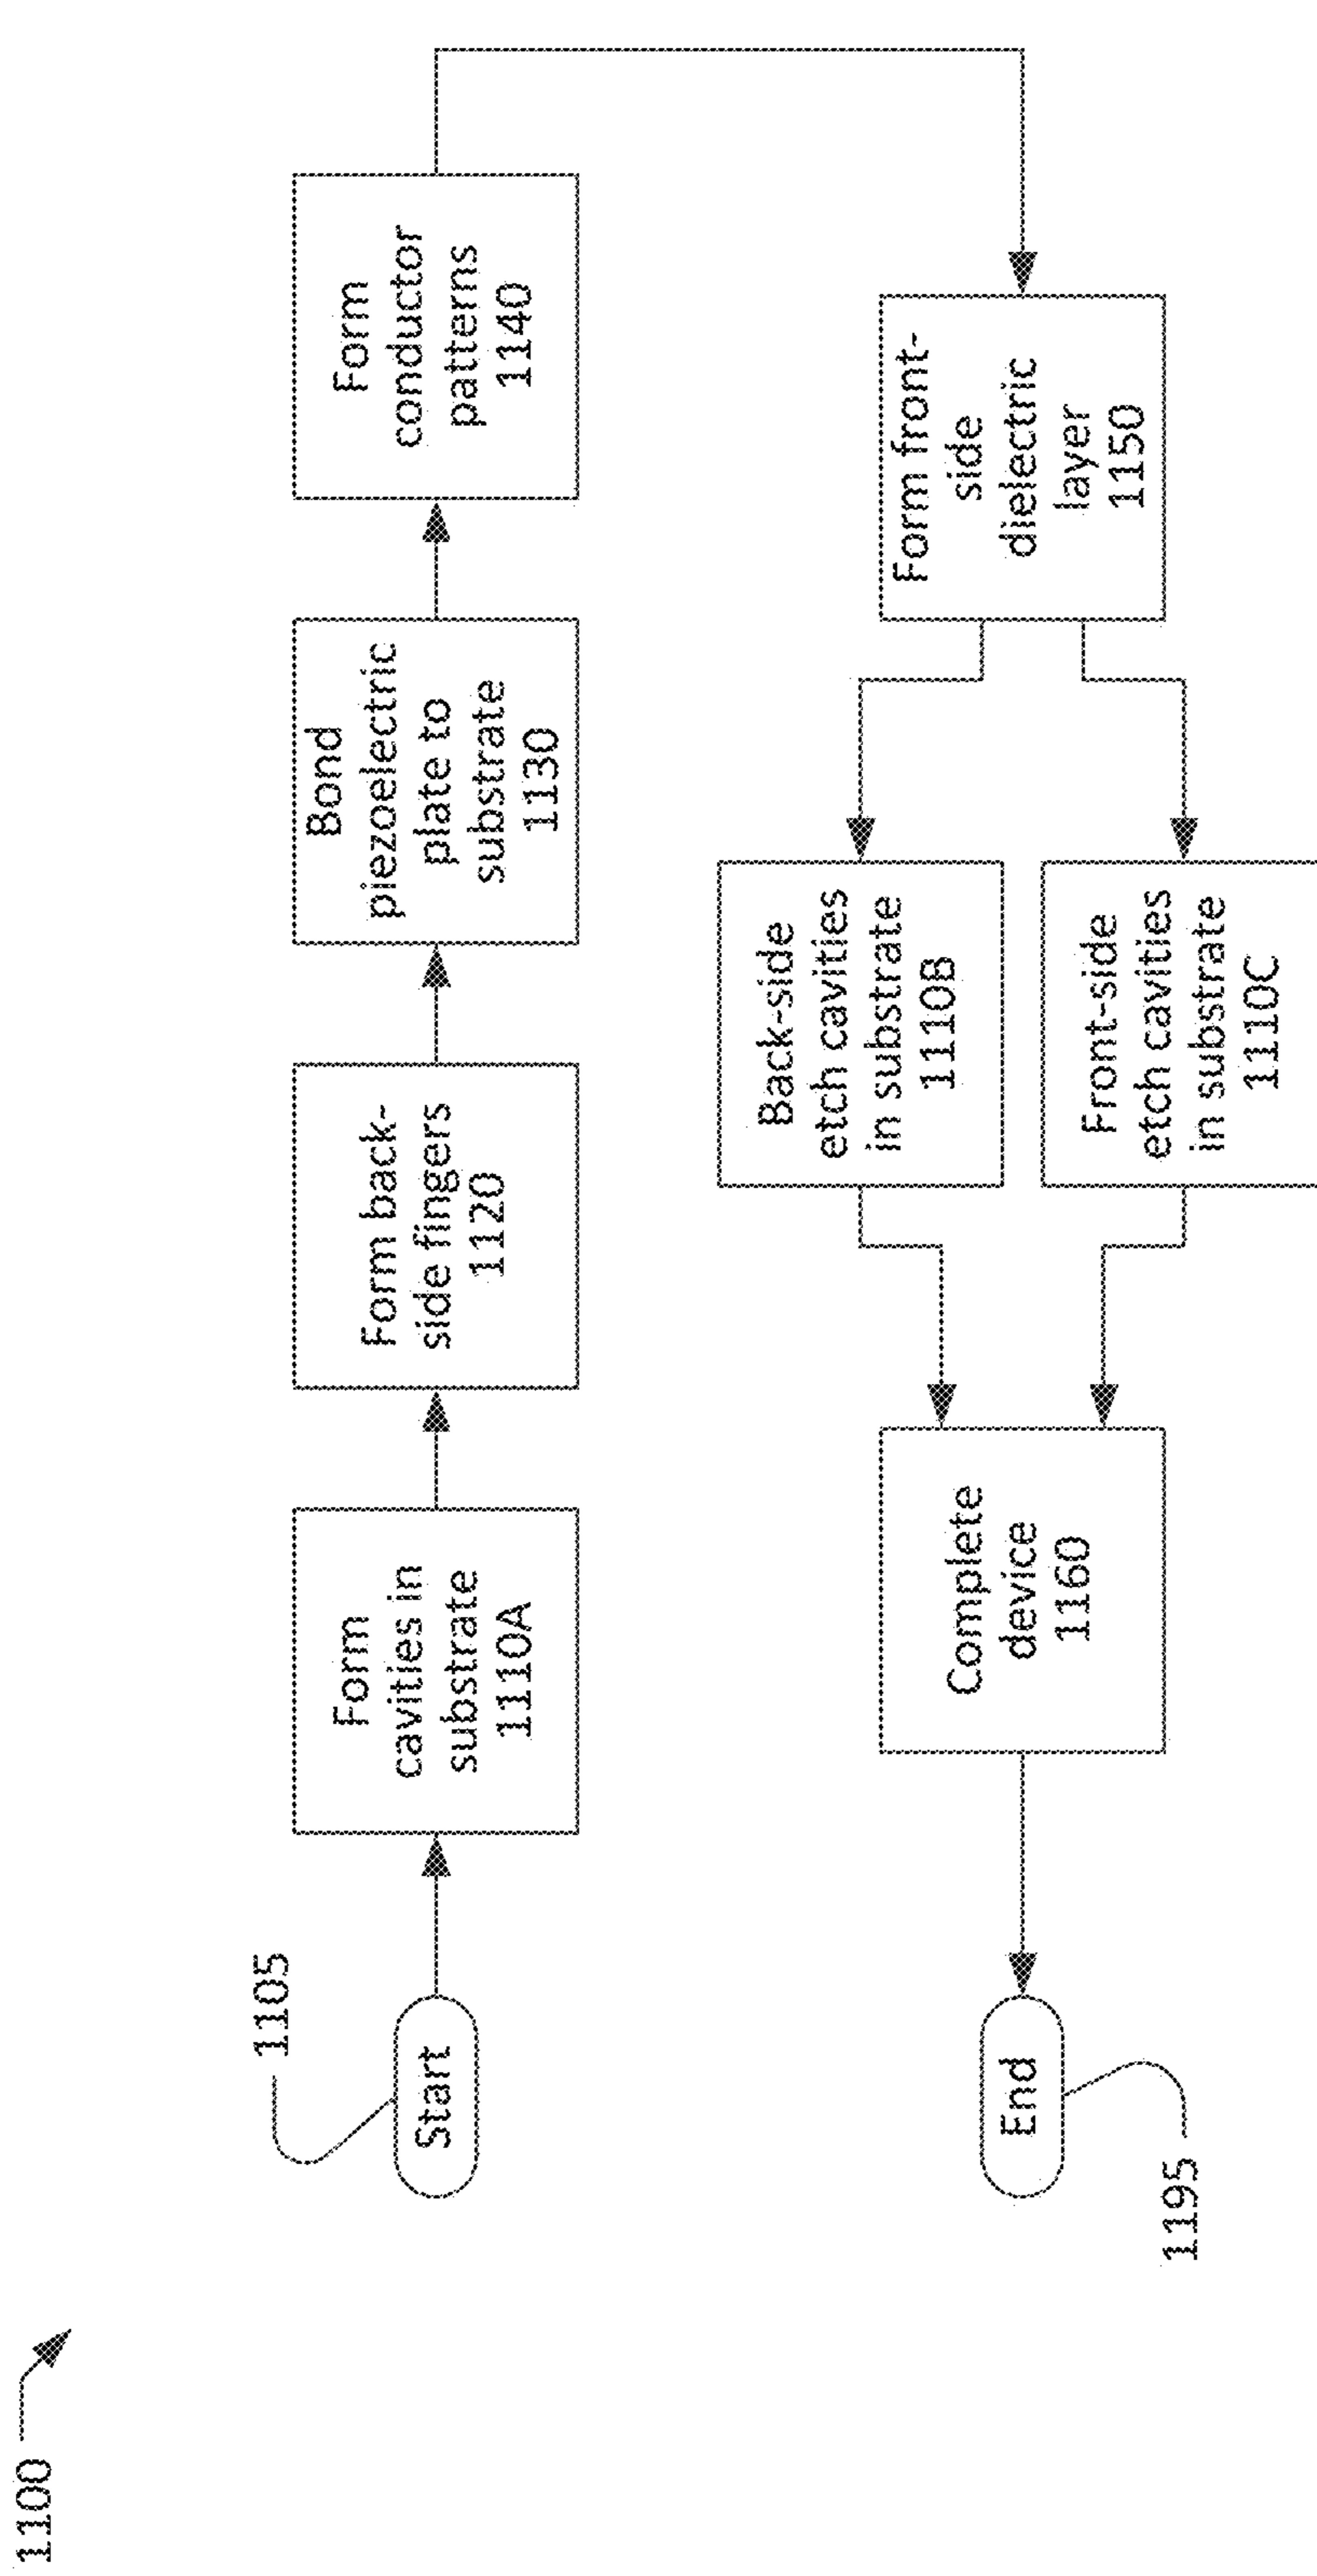 1100
1105
Start
Form
cavities in
substrate
1110A
Form back-
side fingers
1120
Bond
piezoelectric
plate to
substrate
1130
Form
conductor
patterns
1140
Form front-
side
dielectric
layer
1150
Back-side
etch cavities
in substrate
1110B
Front-side
etch cavities
in substrate
1110C
Complete
device
1160
End
1195